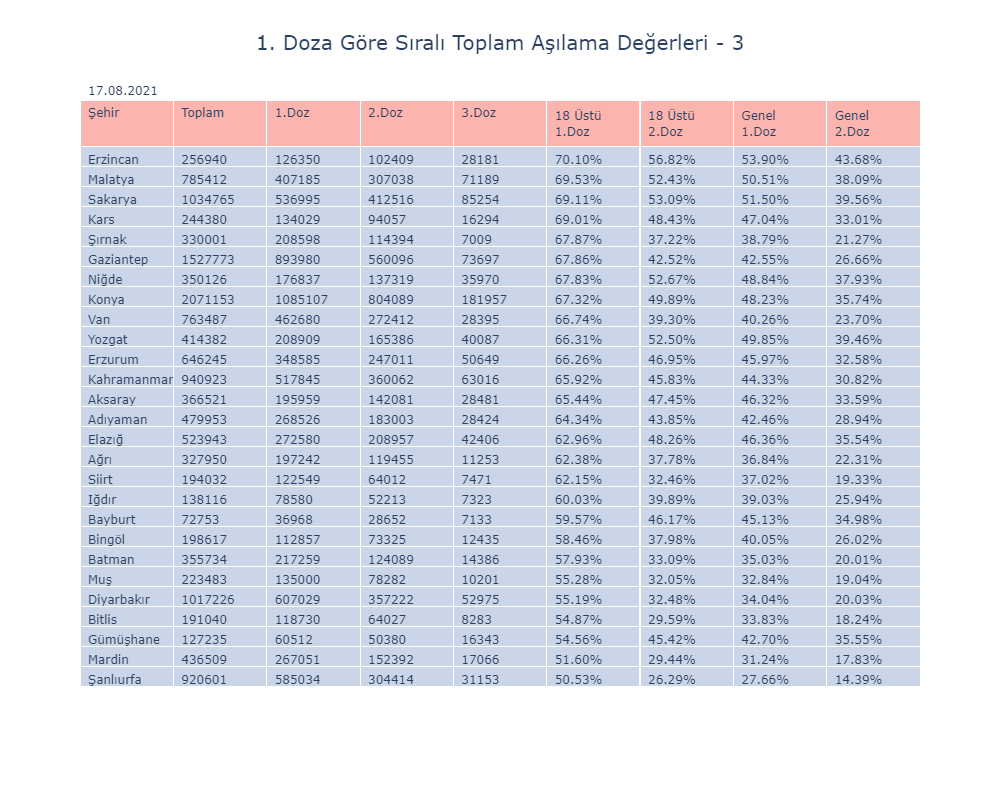 1. Doza Göre Sıralı Toplam Aşılama Değerleri - 3
17.08.2021
Şehir Toplam 1.Doz 2.Doz 3.Doz 18 Üstü 1.Doz 18 Üstü 2.Doz Genel 1.Doz Genel 2.Doz
Erzincan 256940 126350 102409 28181 70.10% 56.82% 53.90% 43.68%
Malatya 785412 407185 307038 71189 69.53% 52.43% 50.51% 38.09%
Sakarya 1034765 536995 412516 85254 69.11% 53.09% 51.50% 39.56%
Kars 244380 134029 94057 16294 69.01% 48.43% 47.04% 33.01%
Şırnak 330001 208598 114394 7009 67.87% 37.22% 38.79% 21.27%
Gaziantep 1527773 893980 560096 73697 67.86% 42.52% 42.55% 26.66%
Niğde 350126 176837 137319 35970 67.83% 52.67% 48.84% 37.93%
Konya 2071153 1085107 804089 181957 67.32% 49.89% 48.23% 35.74%
Van 763487 462680 272412 28395 66.74% 39.30% 40.26% 23.70%
Yozgat 414382 208909 165386 40087 66.31% 52.50% 49.85% 39.46%
Erzurum 646245 348585 247011 50649 66.26% 46.95% 45.97% 32.58%
Kahramanmar 940923 517845 360062 63016 65.92% 45.83% 44.33% 30.82%
Aksaray 366521 195959 142081 28481 65.44% 47.45% 46.32% 33.59%
Adıyaman 479953 268526 183003 28424 64.34% 43.85% 42.46% 28.94%
Elazığ 523943 272580 208957 42406 62.96% 48.26% 46.36% 35.54%
Ağrı 327950 197242 119455 11253 62.38% 37.78% 36.84% 22.31%
Siirt 194032 122549 64012 7471 62.15% 32.46% 37.02% 19.33%
Iğdır 138116 78580 52213 7323 60.03% 39.89% 39.03% 25.94%
Bayburt 72753 36968 28652 7133 59.57% 46.17% 45.13% 34.98%
Bingöl 198617 112857 73325 12435 58.46% 37.98% 40.05% 26.02%
Batman 355734 217259 124089 14386 57.93% 33.09% 35.03% 20.01%
Muş 223483 135000 78282 10201 55.28% 32.05% 32.84% 19.04%
Diyarbakır 1017226 607029 357222 52975 55.19% 32.48% 34.04% 20.03%
Bitlis 191040 118730 64027 8283 54.87% 29.59% 33.83% 18.24%
Gümüşhane 127235 60512 50380 16343 54.56% 45.42% 42.70% 35.55%
Mardin 436509 267051 152392 17066 51.60% 29.44% 31.24% 17.83%
Şanlıurfa 920601 585034 304414 31153 50.53% 26.29% 27.66% 14.39%